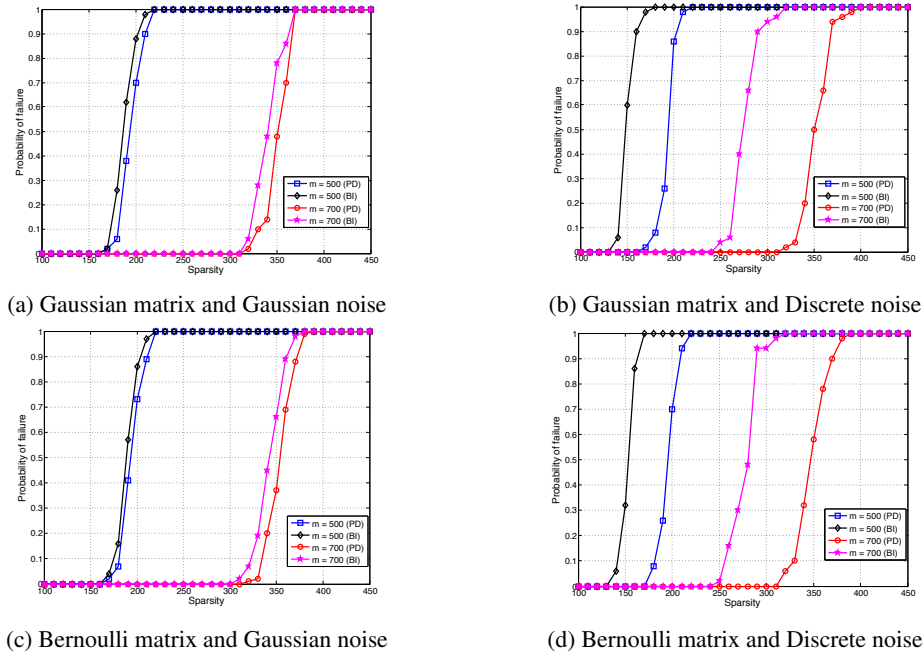 1
0.9
0.8
0.7
0.6
0.5
0.4
0.3
0.2
0.1
0
Probability of failure
100 150 200 250 300 350 400 450
Sparsity
m = 500 (PD)
m = 500 (BI)
m = 700 (PD)
m = 700 (BI)
(a) Gaussian matrix and Gaussian noise
1
0.9
0.8
0.7
0.6
0.5
0.4
0.3
0.2
0.1
0
Probability of failure
100 150 200 250 300 350 400 450
Sparsity
m = 500 (PD)
m = 500 (BI)
m = 700 (PD)
m = 700 (BI)
(b) Gaussian matrix and Discrete noise
1
0.9
0.8
0.7
0.6
0.5
0.4
0.3
0.2
0.1
0
Probability of failure
100 150 200 250 300 350 400 450
Sparsity
m = 500 (PD)
m = 500 (BI)
m = 700 (PD)
m = 700 (BI)
(c) Bernoulli matrix and Gaussian noise
1
0.9
0.8
0.7
0.6
0.5
0.4
0.3
0.2
0.1
0
Probability of failure
100 150 200 250 300 350 400 450
Sparsity
m = 500 (PD)
m = 500 (BI)
m = 700 (PD)
m = 700 (BI)
(d) Bernoulli matrix and Discrete noise